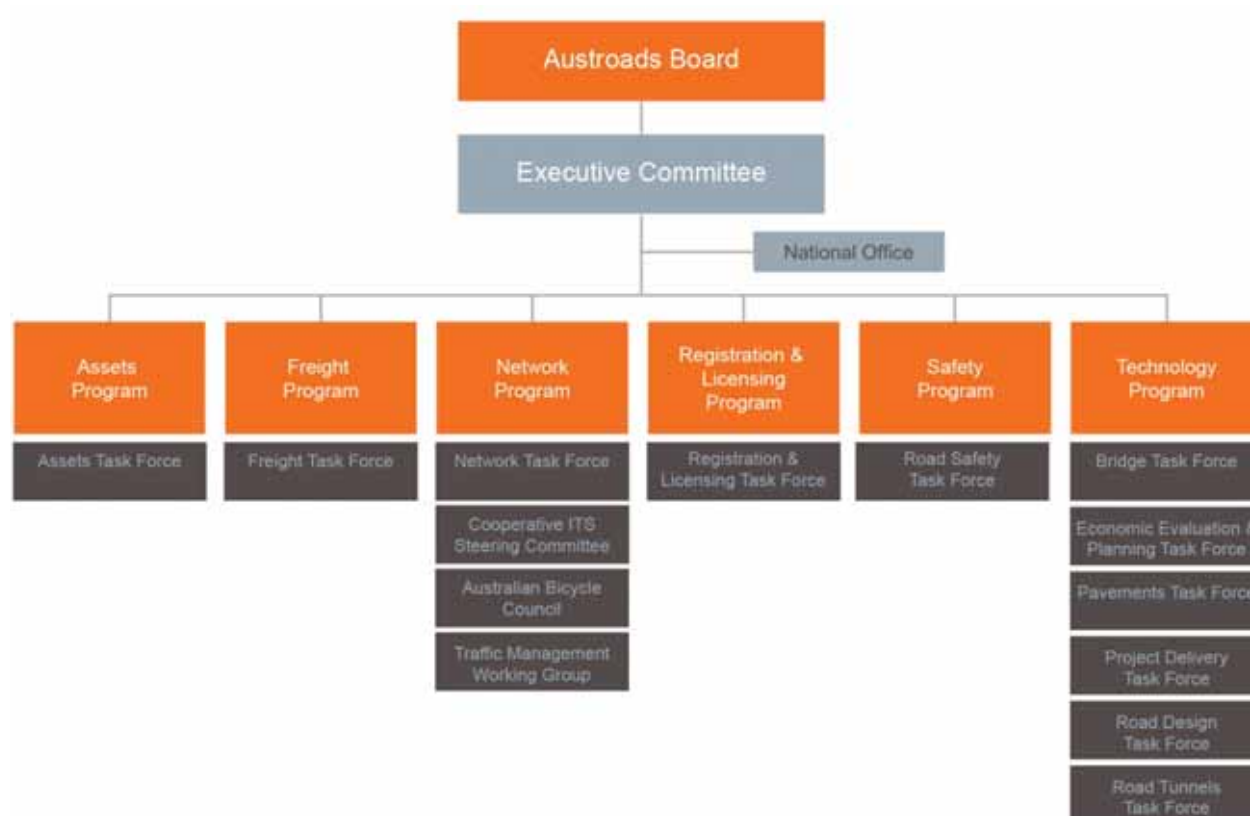 Austroads Board
Executive Committee
National Office
Assets
Program
Freight
Program
Network
Program
Registration &
Licensing
Program
Safety
Program
Technology
Program
Assets Task Force
Freight Task Force
Network Task Force
Registration &
Licensing Task Force
Road Safety
Task Force
Bridge Task Force
Cooperative ITS
Steering Committee
Economic Evaluation &
Planning Task Force
Australian Bicycle
Council
Pavements Task Force
Traffic Management
Working Group
Project Delivery
Task Force
Road Design
Task Force
Road Tunnels
Task Force